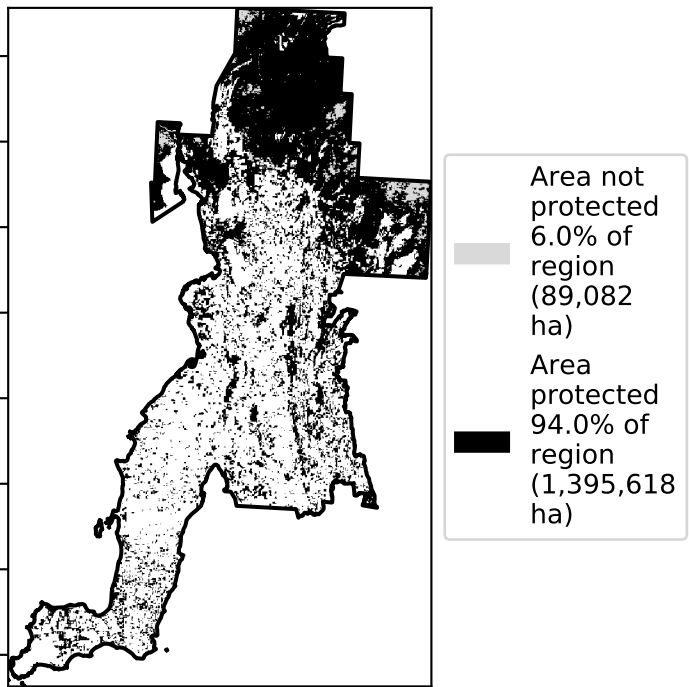 Area not
protected
6.0% of
region
(89,082
ha)
Area
protected
94.0% of
region
(1,395,618
ha)